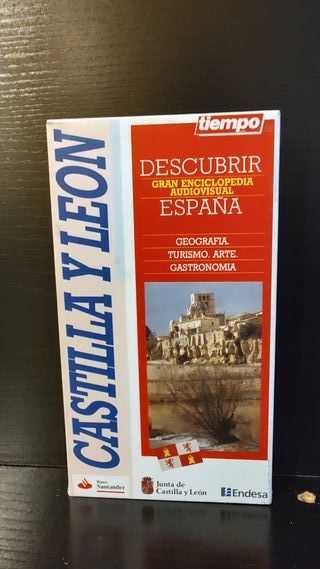 tiempo
CASTILLA Y LEON
DESCUBRIR
GRAN ENCICLOPEDIA
AUDIOVISUAL
ESPAÑA
GEOGRAFIA.
TURISMO. ARTE.
GASTRONOMIA
Banco
Santander
Junta de
Castilla y León
Endesa